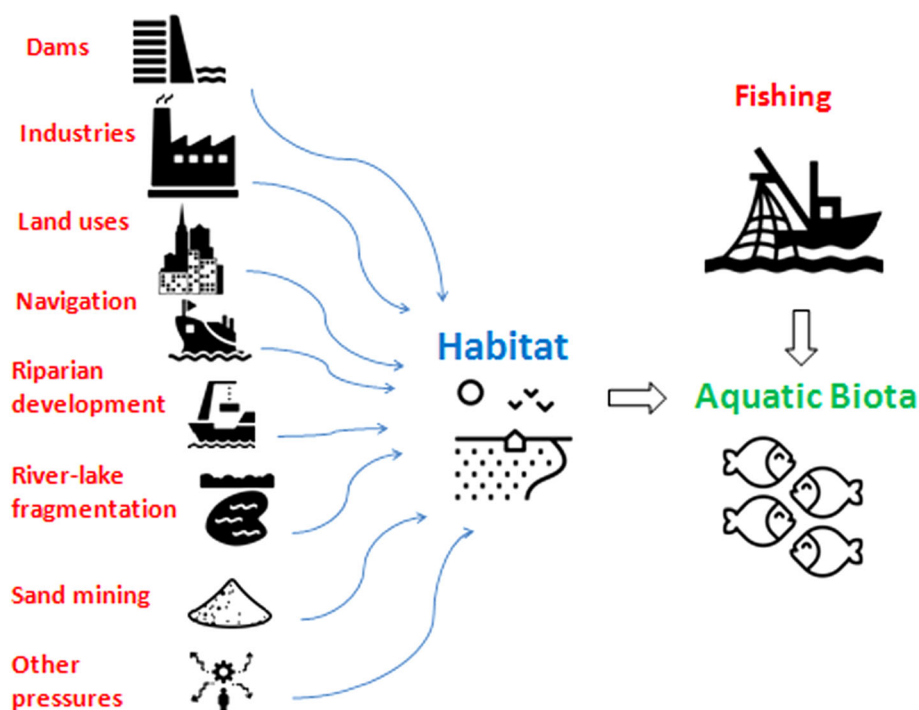 Dams
Industries
Land uses
Navigation
Riparian
development
River-lake
fragmentation
Sand mining
Other
pressures
Habitat
Fishing
Aquatic Biota